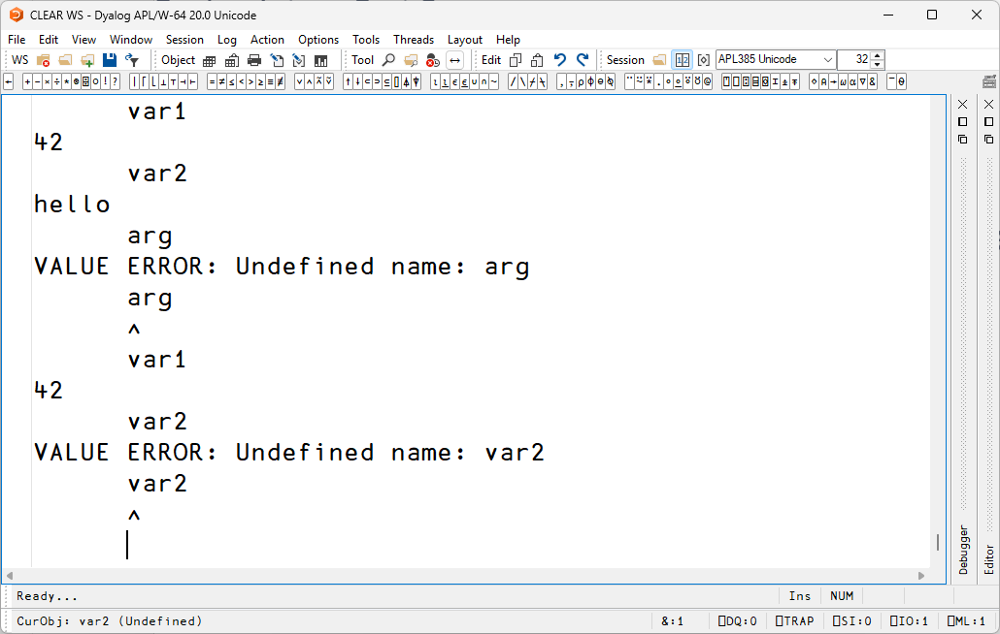 CLEAR WS - Dyalog APL/W-64 20.0 Unicode
File Edit View Window Session Log Action Options Tools Threads Layout Help
WS Object Tool Edit Session APL385 Unicode 32
var1
42
var2
hello
arg
VALUE ERROR: Undefined name: arg
arg
^
var1
42
var2
VALUE ERROR: Undefined name: var2
var2
^
Debugger
Editor
Ready... Ins NUM
CurObj: var2 (Undefined) &:1 ⎕DQ:0 ⎕TRAP ⎕SI:0 ⎕IO:1 ⎕ML:1